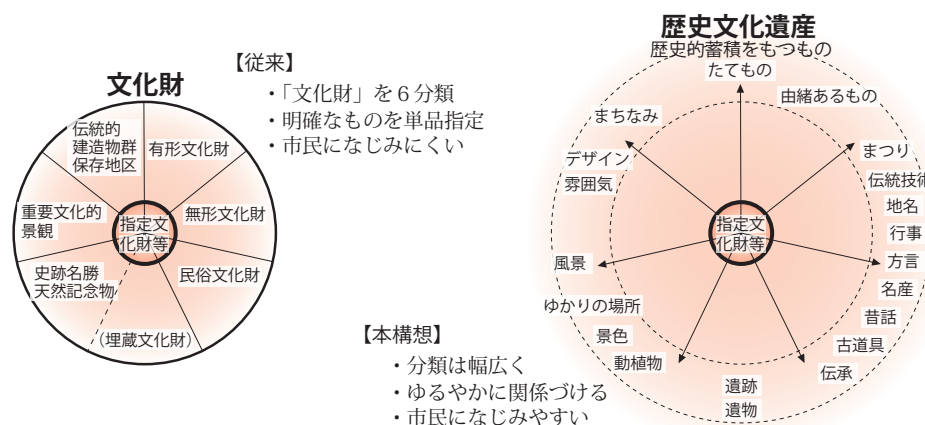 文化財
伝統的
建造物群
保存地区
有形文化財
重要文化的
景観
無形文化財
指定文
化財等
史跡名勝
天然記念物
民俗文化財
（埋蔵文化財）
【従来】
・「文化財」を６分類
・明確なものを単品指定
・市民になじみにくい
【本構想】
・分類は幅広く
・ゆるやかに関係づける
・市民になじみやすい
歴史文化遺産
歴史的蓄積をもつもの
たてもの
由緒あるもの
まちなみ
まつり
デザイン
雰囲気
伝統技術
地名
指定文
化財等
行事
風景
方言
名産
ゆかりの場所
昔話
景色
古道具
動植物
伝承
遺跡
遺物